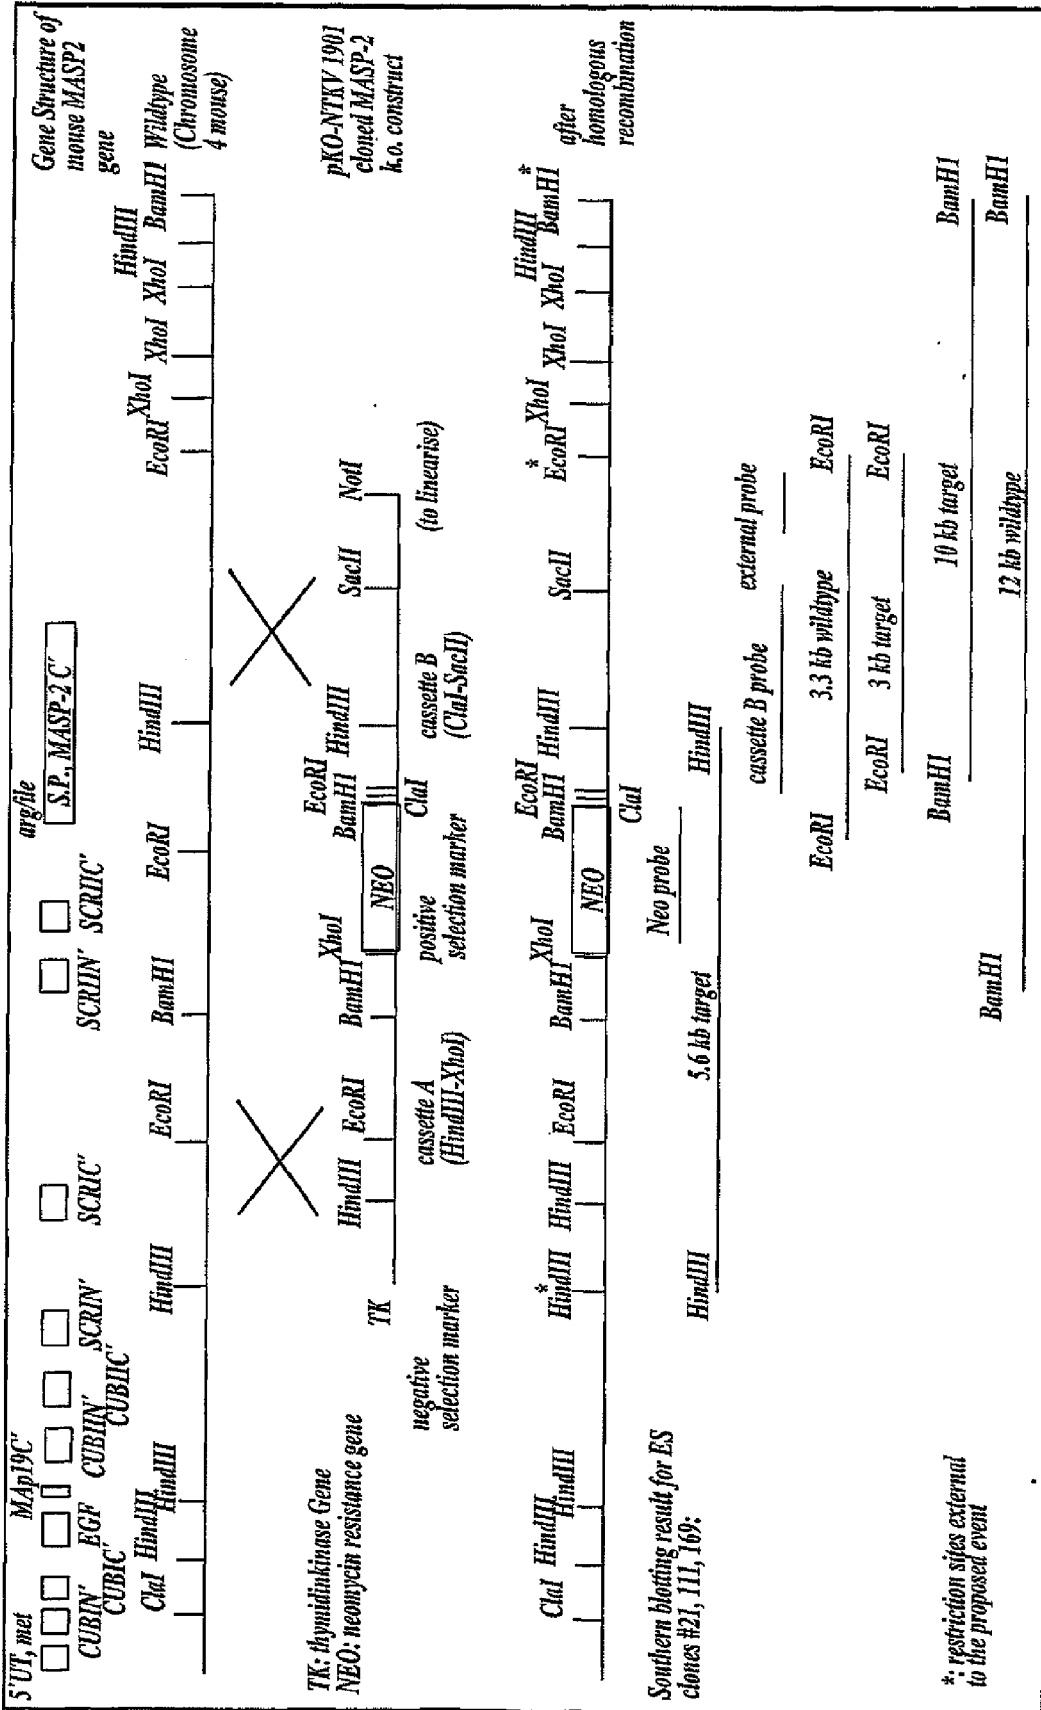 5'UT, met
MAp19C'
arg/ile
Gene Structure of
mouse MASP2
gene
S.P., MASP-2 C'
CUBIN'
CUBIC'
EGF
CUBIIN'
CUBIIC'
SCRIN'
SCRIC'
SCRIIN'
SCRIIC'
ClaI
HindIII
HindIII
HindIII
EcoRI
BamH1
EcoRI
HindIII
EcoRI
XhoI
XhoI
XhoI
HindIII
BamH1
Wildtype
(Chromosome
4 mouse)
TK: thymidinkinase Gene
NEO: neomycin resistance gene
TK
HindIII
EcoRI
BamH1
XhoI
NEO
BamH1
EcoRI
ClaI
HindIII
SacII
NotI
pKO-NTKV 1901
cloned MASP-2
k.o. construct
negative
selection marker
cassette A
(HindIII-XhoI)
positive
selection marker
cassette B
(ClaI-SacII)
(to linearise)
ClaI
HindIII
HindIII
*
HindIII
HindIII
EcoRI
BamH1
XhoI
NEO
BamH1
EcoRI
ClaI
HindIII
SacII
*
EcoRI
XhoI
XhoI
XhoI
HindIII
BamH1
*
after
homologous
recombination
Southern blotting result for ES
clones #21, 111, 169:
Neo probe
HindIII
5.6 kb target
HindIII
cassette B probe
external probe
EcoRI
3.3 kb wildtype
EcoRI
EcoRI
3 kb target
EcoRI
BamH1
10 kb target
BamH1
BamH1
12 kb wildtype
BamH1
*: restriction sites external
to the proposed event